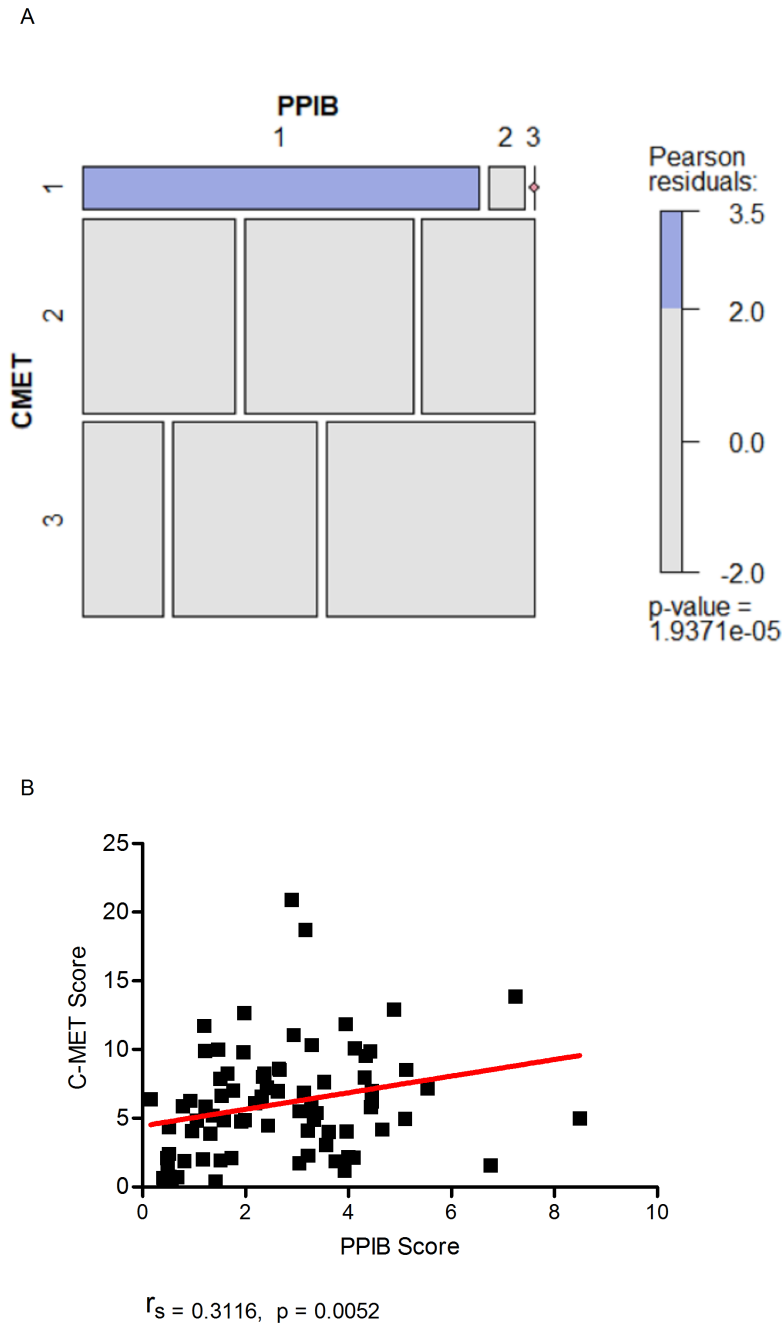 A
PPIB
1 2 3
Pearson
residuals:
3.5
2.0
0.0
-2.0
p-value =
1.9371e-05
CMET
1
2
3
B
25
20
15
10
5
0
C-MET Score
0 2 4 6 8 10
PPIB Score
rs = 0.3116, p = 0.0052